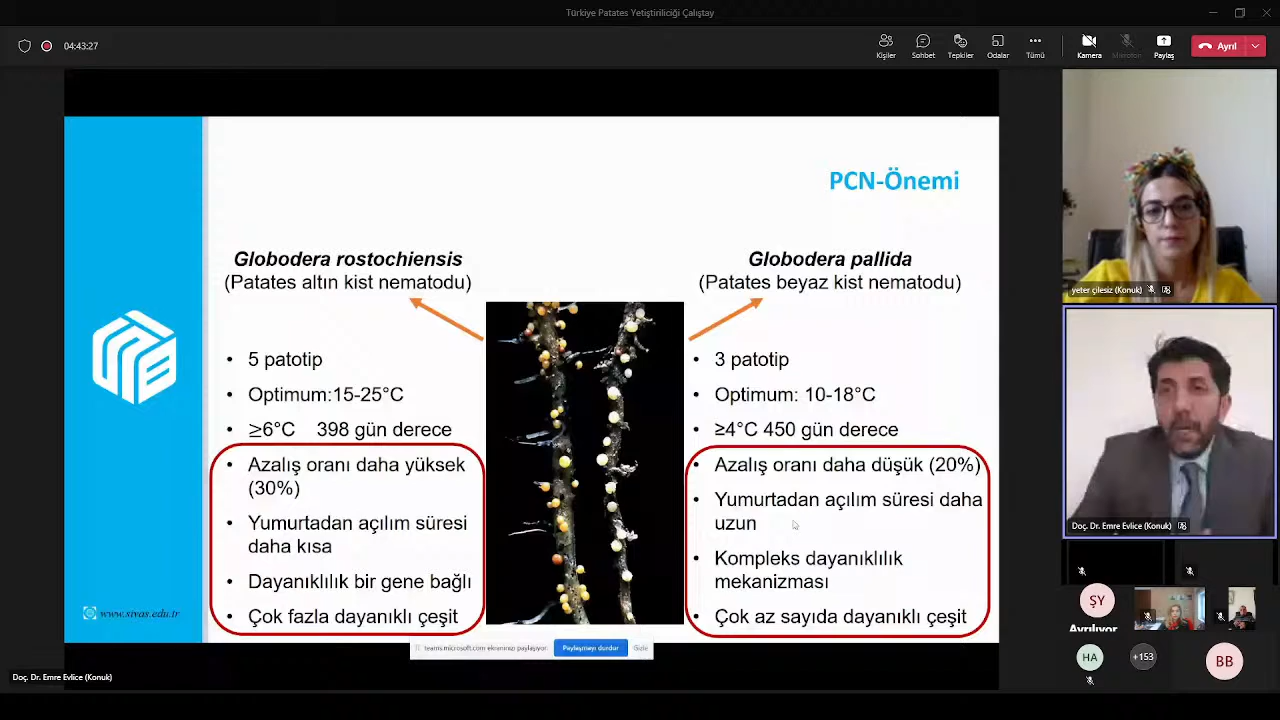 Türkiye Patates Yetiştiriciliği Çalıştay
04:43:27
Kişiler
Sohbet
Tepkiler
Odalar
Tümü
Kamera
Mikrofon
Paylaş
Ayrıl
PCN-Önemi
Globodera rostochiensis
(Patates altın kist nematodu)
• 5 patotip
• Optimum:15-25°C
• ≥6°C 398 gün derece
• Azalış oranı daha yüksek
(30%)
• Yumurtadan açılım süresi
daha kısa
• Dayanıklılık bir gene bağlı
• Çok fazla dayanıklı çeşit
Globodera pallida
(Patates beyaz kist nematodu)
• 3 patotip
• Optimum: 10-18°C
• ≥4°C 450 gün derece
• Azalış oranı daha düşük (20%)
• Yumurtadan açılım süresi daha
uzun
• Kompleks dayanıklılık
mekanizması
• Çok az sayıda dayanıklı çeşit
www.sivas.edu.tr
teams.microsoft.com ekranınızı paylaşıyor.
Paylaşmayı durdur
Gizle
Doç. Dr. Emre Evlice (Konuk)
yeter çilesiz (Konuk)
Doç. Dr. Emre Evlice (Konuk)
ŞY
Ayrılıyor
HA
+153
BB